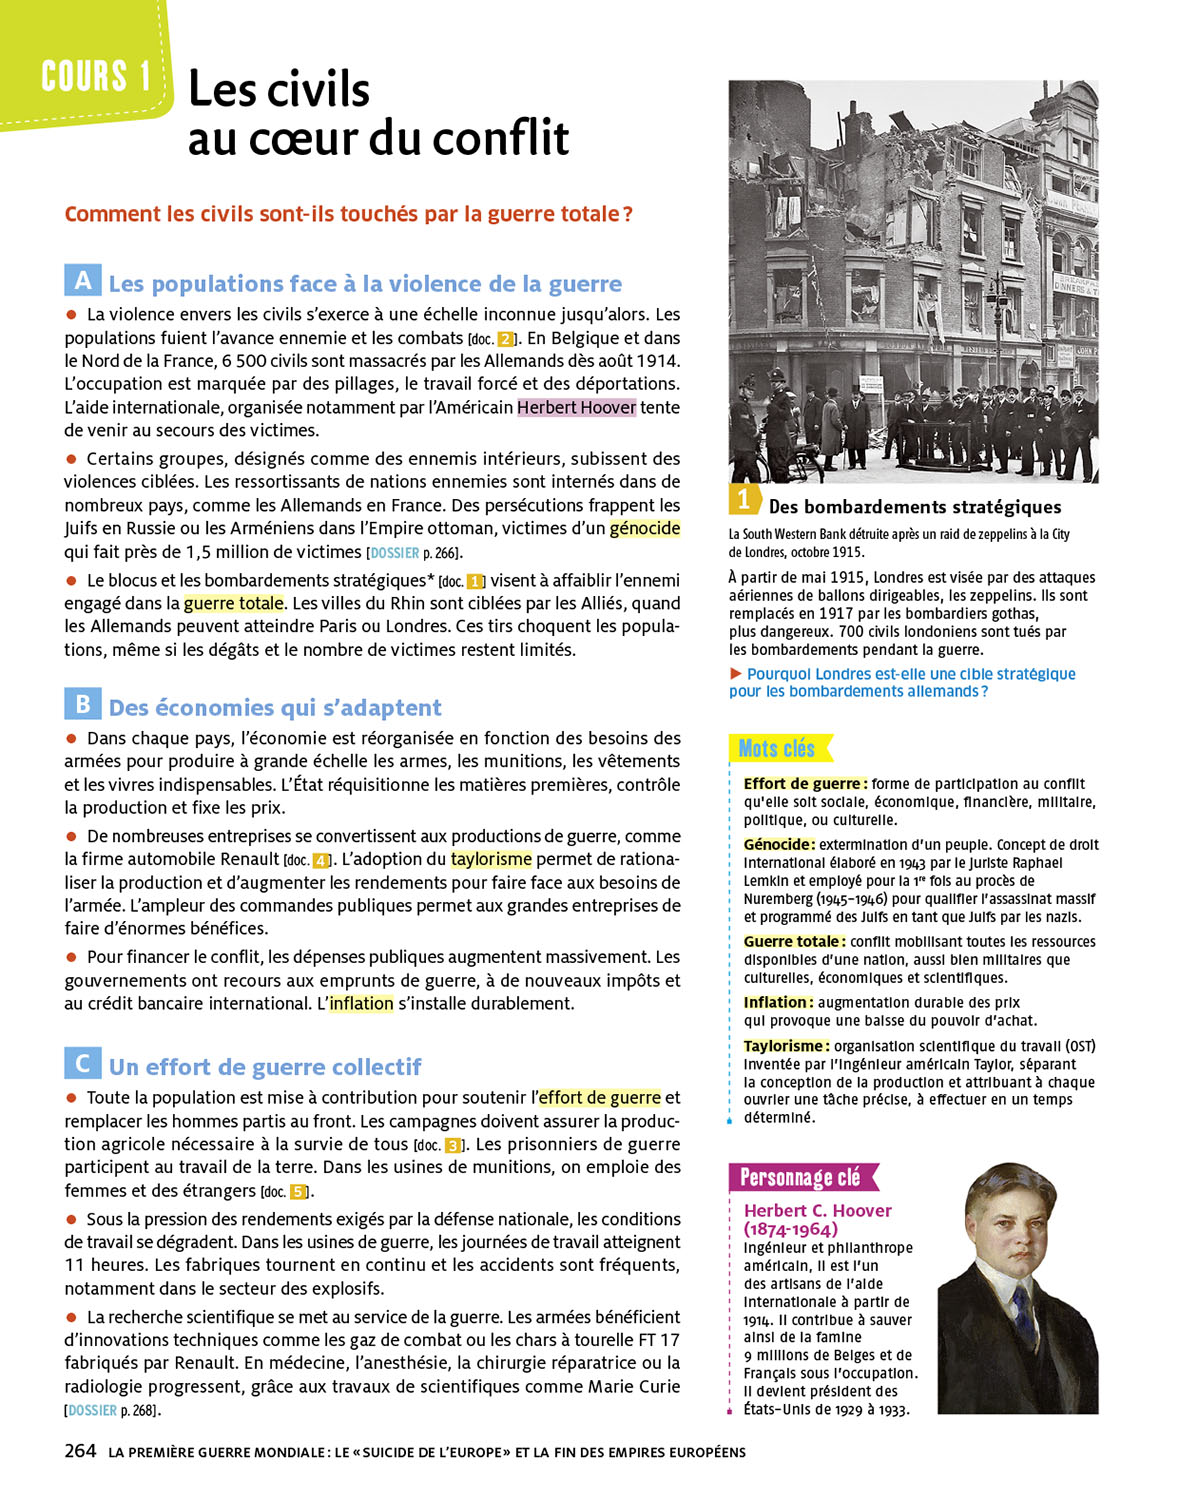 COURS 1
Les civils
au cœur du conflit
Comment les civils sont-ils touchés par la guerre totale ?
A Les populations face à la violence de la guerre
● La violence envers les civils s’exerce à une échelle inconnue jusqu’alors. Les
populations fuient l’avance ennemie et les combats [doc. 2]. En Belgique et dans
le Nord de la France, 6 500 civils sont massacrés par les Allemands dès août 1914.
L’occupation est marquée par des pillages, le travail forcé et des déportations.
L’aide internationale, organisée notamment par l’Américain Herbert Hoover tente
de venir au secours des victimes.
● Certains groupes, désignés comme des ennemis intérieurs, subissent des
violences ciblées. Les ressortissants de nations ennemies sont internés dans de
nombreux pays, comme les Allemands en France. Des persécutions frappent les
Juifs en Russie ou les Arméniens dans l’Empire ottoman, victimes d’un génocide
qui fait près de 1,5 million de victimes [DOSSIER p. 266].
● Le blocus et les bombardements stratégiques* [doc. 1] visent à affaiblir l’ennemi
engagé dans la guerre totale. Les villes du Rhin sont ciblées par les Alliés, quand
les Allemands peuvent atteindre Paris ou Londres. Ces tirs choquent les popula-
tions, même si les dégâts et le nombre de victimes restent limités.
B Des économies qui s’adaptent
● Dans chaque pays, l’économie est réorganisée en fonction des besoins des
armées pour produire à grande échelle les armes, les munitions, les vêtements
et les vivres indispensables. L’État réquisitionne les matières premières, contrôle
la production et fixe les prix.
● De nombreuses entreprises se convertissent aux productions de guerre, comme
la firme automobile Renault [doc. 4]. L’adoption du taylorisme permet de rationa-
liser la production et d’augmenter les rendements pour faire face aux besoins de
l’armée. L’ampleur des commandes publiques permet aux grandes entreprises de
faire d’énormes bénéfices.
● Pour financer le conflit, les dépenses publiques augmentent massivement. Les
gouvernements ont recours aux emprunts de guerre, à de nouveaux impôts et
au crédit bancaire international. L’inflation s’installe durablement.
C Un effort de guerre collectif
● Toute la population est mise à contribution pour soutenir l’effort de guerre et
remplacer les hommes partis au front. Les campagnes doivent assurer la produc-
tion agricole nécessaire à la survie de tous [doc. 3]. Les prisonniers de guerre
participent au travail de la terre. Dans les usines de munitions, on emploie des
femmes et des étrangers [doc. 5].
● Sous la pression des rendements exigés par la défense nationale, les conditions
de travail se dégradent. Dans les usines de guerre, les journées de travail atteignent
11 heures. Les fabriques tournent en continu et les accidents sont fréquents,
notamment dans le secteur des explosifs.
● La recherche scientifique se met au service de la guerre. Les armées bénéficient
d’innovations techniques comme les gaz de combat ou les chars à tourelle FT 17
fabriqués par Renault. En médecine, l’anesthésie, la chirurgie réparatrice ou la
radiologie progressent, grâce aux travaux de scientifiques comme Marie Curie
[DOSSIER p. 268].
DINNERS & T
1 Des bombardements stratégiques
La South Western Bank détruite après un raid de zeppelins à la City
de Londres, octobre 1915.
À partir de mai 1915, Londres est visée par des attaques
aériennes de ballons dirigeables, les zeppelins. Ils sont
remplacés en 1917 par les bombardiers gothas,
plus dangereux. 700 civils londoniens sont tués par
les bombardements pendant la guerre.
► Pourquoi Londres est-elle une cible stratégique
pour les bombardements allemands ?
Mots clés
Effort de guerre : forme de participation au conflit
qu'elle soit sociale, économique, financière, militaire,
politique, ou culturelle.
Génocide : extermination d’un peuple. Concept de droit
international élaboré en 1943 par le juriste Raphael
Lemkin et employé pour la 1re fois au procès de
Nuremberg (1945-1946) pour qualifier l’assassinat massif
et programmé des Juifs en tant que Juifs par les nazis.
Guerre totale : conflit mobilisant toutes les ressources
disponibles d’une nation, aussi bien militaires que
culturelles, économiques et scientifiques.
Inflation : augmentation durable des prix
qui provoque une baisse du pouvoir d’achat.
Taylorisme : organisation scientifique du travail (OST)
inventée par l’ingénieur américain Taylor, séparant
la conception de la production et attribuant à chaque
ouvrier une tâche précise, à effectuer en un temps
déterminé.
Personnage clé
Herbert C. Hoover
(1874-1964)
Ingénieur et philanthrope
américain, il est l’un
des artisans de l’aide
internationale à partir de
1914. Il contribue à sauver
ainsi de la famine
9 millions de Belges et de
Français sous l’occupation.
Il devient président des
États-Unis de 1929 à 1933.
264 LA PREMIÈRE GUERRE MONDIALE : LE « SUICIDE DE L’EUROPE » ET LA FIN DES EMPIRES EUROPÉENS